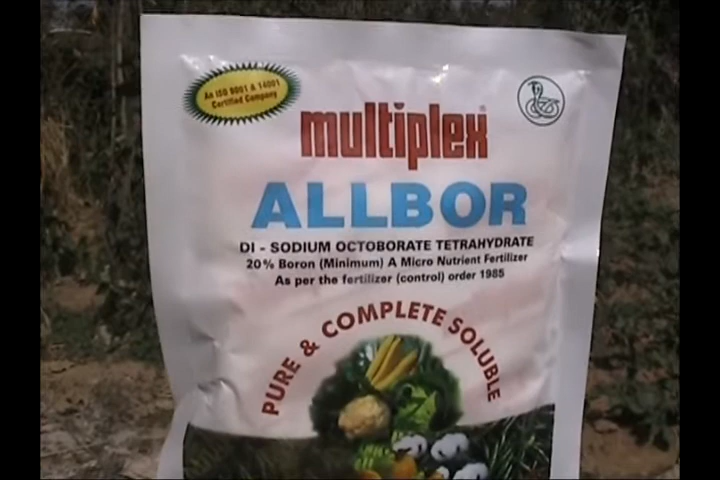 An ISO 9001 & 14001
Certified Company
multiplex
ALLBOR
DI - SODIUM OCTOBORATE TETRAHYDRATE
20% Boron (Minimum) A Micro Nutrient Fertilizer
As per the fertilizer (control) order 1985
PURE & COMPLETE SOLUBLE